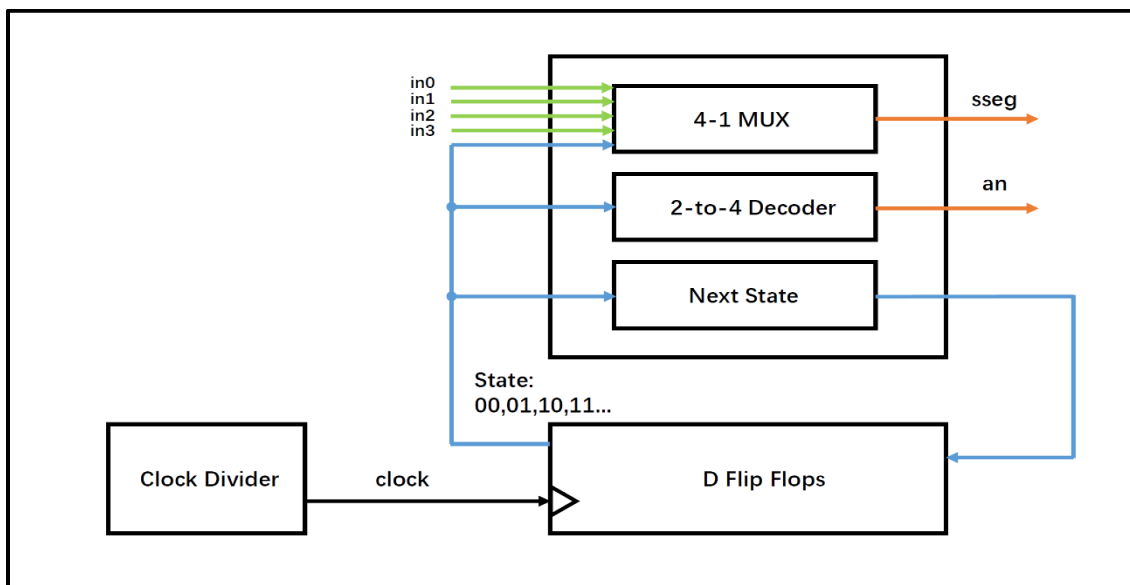 in0
in1
in2
in3
4-1 MUX
sseg
2-to-4 Decoder
an
Next State
State:
00,01,10,11...
Clock Divider
clock
D Flip Flops